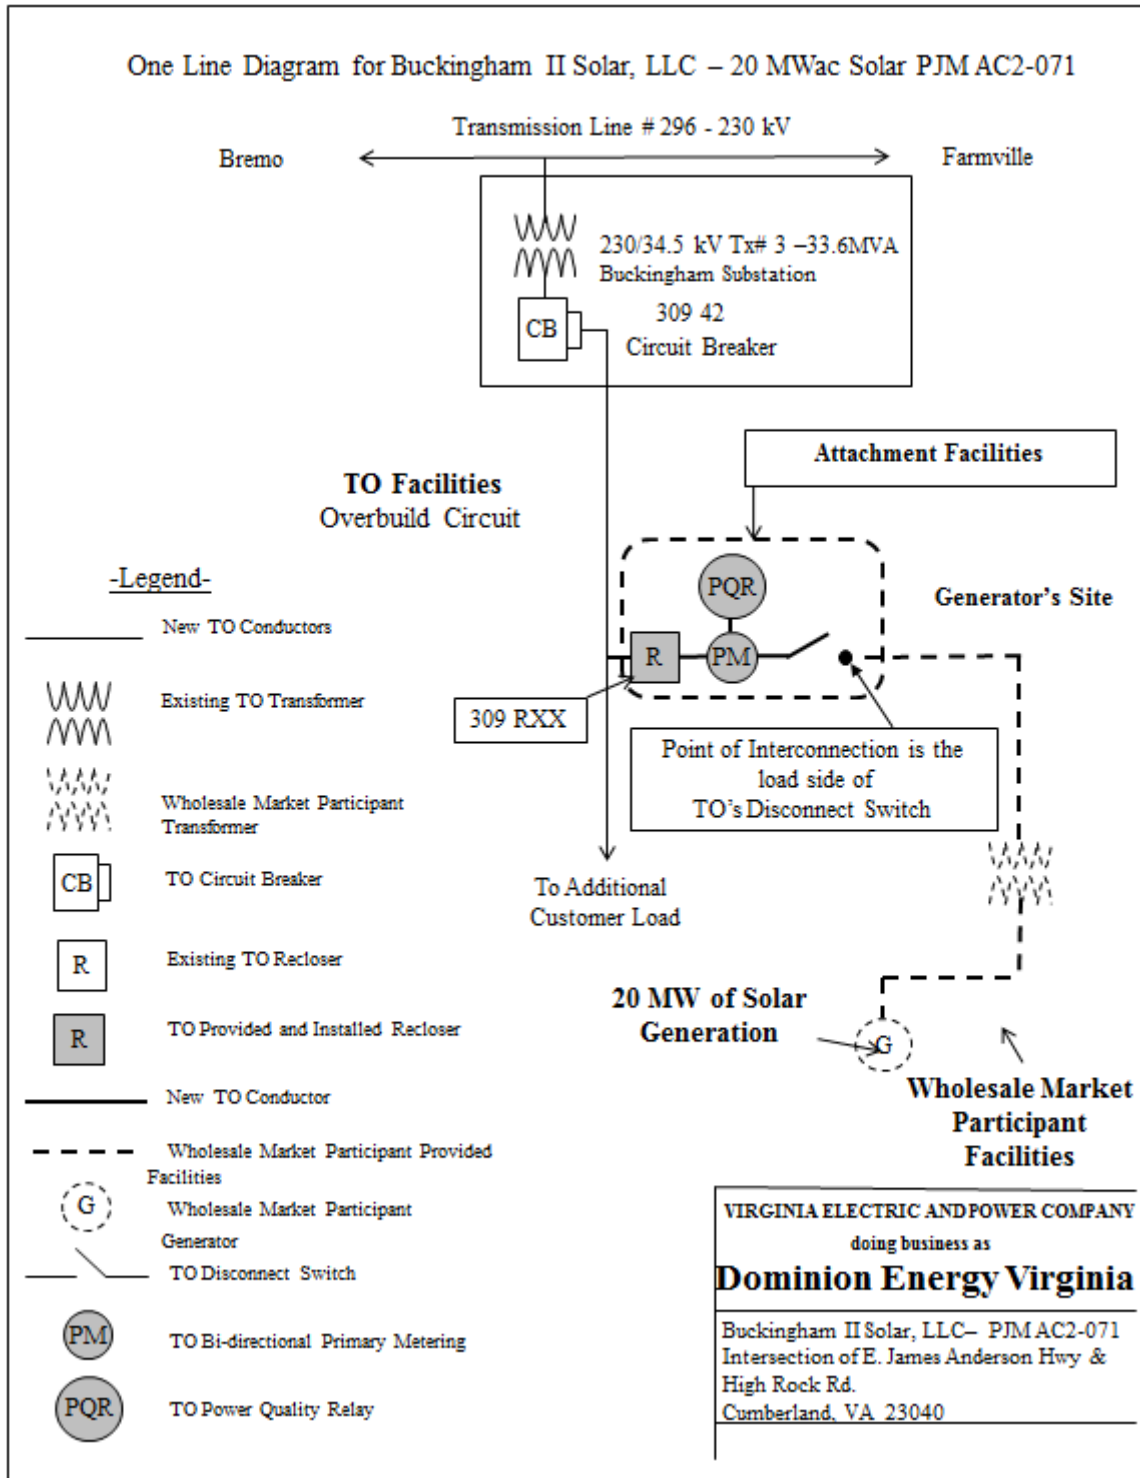 One Line Diagram for Buckingham II Solar, LLC – 20 MWac Solar PJM AC2-071
Transmission Line # 296 - 230 kV
Bremo
Farmville
230/34.5 kV Tx# 3 –33.6MVA
Buckingham Substation
CB
309 42
Circuit Breaker
Attachment Facilities
TO Facilities
Overbuild Circuit
PQR
Generator's Site
R
PM
309 RXX
Point of Interconnection is the
load side of
TO's Disconnect Switch
To Additional
Customer Load
20 MW of Solar
Generation
G
Wholesale Market
Participant
Facilities
-Legend-
New TO Conductors
Existing TO Transformer
Wholesale Market Participant
Transformer
CB
TO Circuit Breaker
R
Existing TO Recloser
R
TO Provided and Installed Recloser
New TO Conductor
Wholesale Market Participant Provided
Facilities
G
Wholesale Market Participant
Generator
TO Disconnect Switch
PM
TO Bi-directional Primary Metering
PQR
TO Power Quality Relay
VIRGINIA ELECTRIC AND POWER COMPANY
doing business as
Dominion Energy Virginia
Buckingham II Solar, LLC– PJM AC2-071
Intersection of E. James Anderson Hwy &
High Rock Rd.
Cumberland, VA 23040